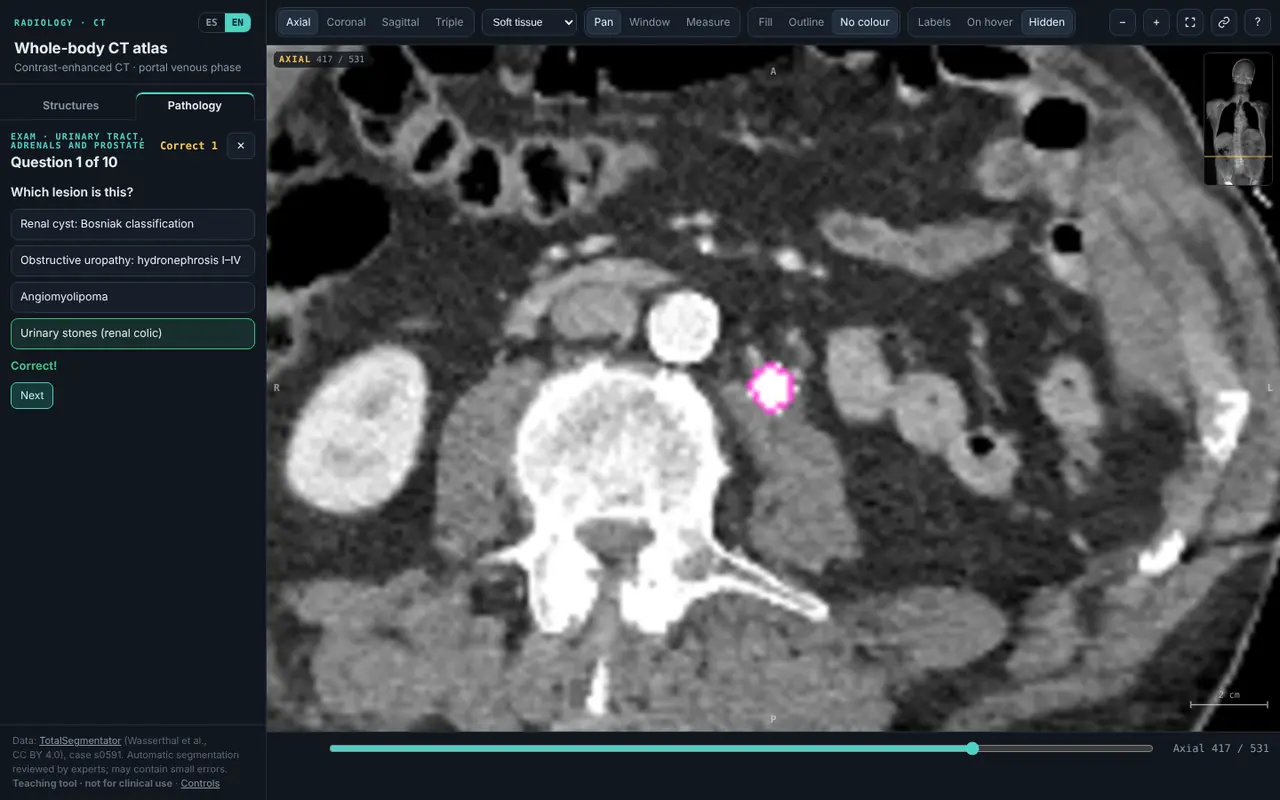 RADIOLOGY · CT
ES EN
Whole-body CT atlas
Contrast-enhanced CT · portal venous phase
Structures Pathology
EXAM · URINARY TRACT,
ADRENALS AND PROSTATE
Correct 1 ×
Question 1 of 10
Which lesion is this?
Renal cyst: Bosniak classification
Obstructive uropathy: hydronephrosis I–IV
Angiomyolipoma
Urinary stones (renal colic)
Correct!
Next
Data: TotalSegmentator (Wasserthal et al.,
CC BY 4.0), case s0591. Automatic segmentation
reviewed by experts; may contain small errors.
Teaching tool · not for clinical use · Controls
Axial Coronal Sagittal Triple Soft tissue Pan Window Measure Fill Outline No colour Labels On hover Hidden − + ?
AXIAL 417 / 531
A
R
L
P
2 cm
Axial 417 / 531